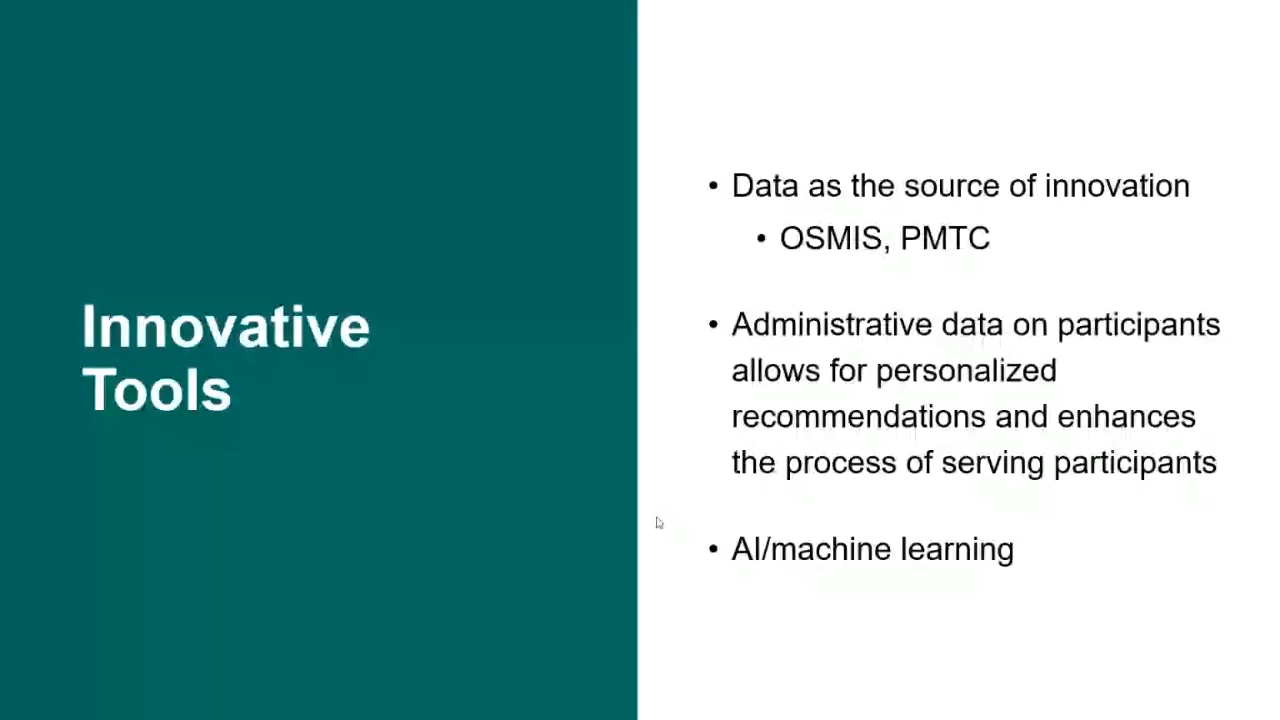 Innovative
Tools
• Data as the source of innovation
• OSMIS, PMTC
• Administrative data on participants
allows for personalized
recommendations and enhances
the process of serving participants
• AI/machine learning